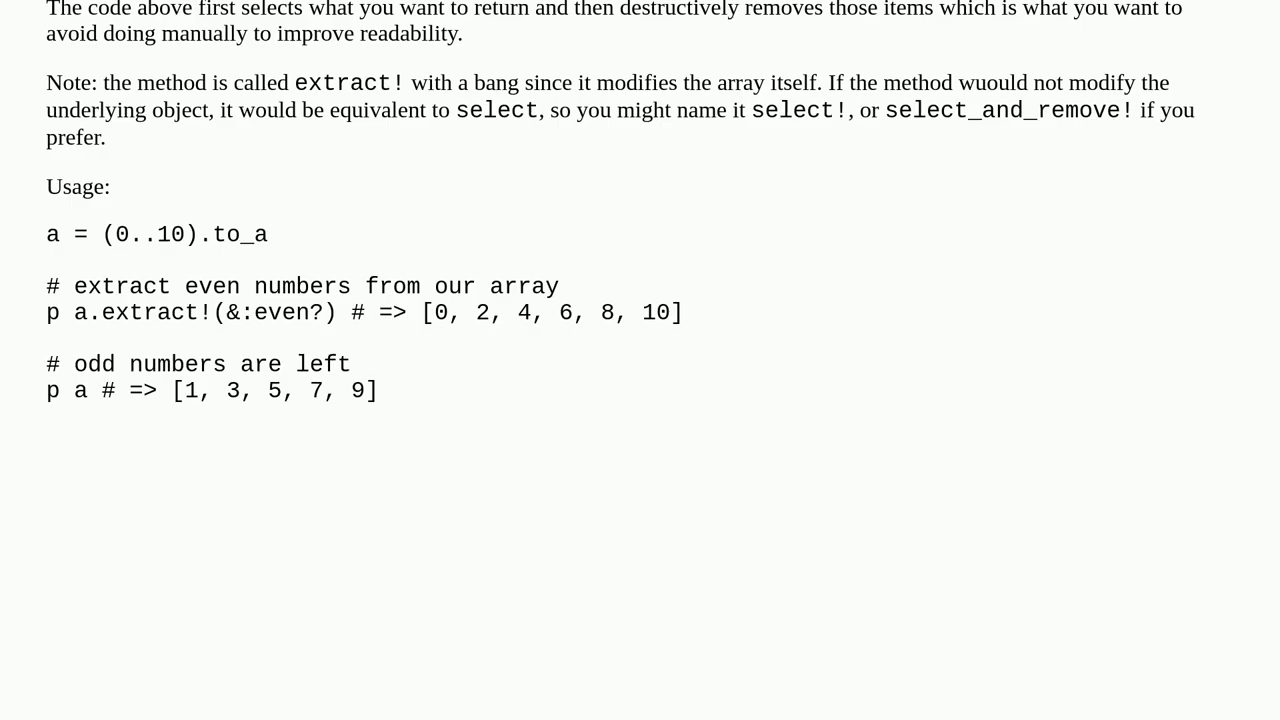 The code above first selects what you want to return and then destructively removes those items which is what you want to
avoid doing manually to improve readability.
Note: the method is called extract! with a bang since it modifies the array itself. If the method wuould not modify the
underlying object, it would be equivalent to select, so you might name it select!, or select_and_remove! if you
prefer.
Usage:
a = (0..10).to_a
# extract even numbers from our array
p a.extract!(&:even?) # => [0, 2, 4, 6, 8, 10]
# odd numbers are left
p a # => [1, 3, 5, 7, 9]